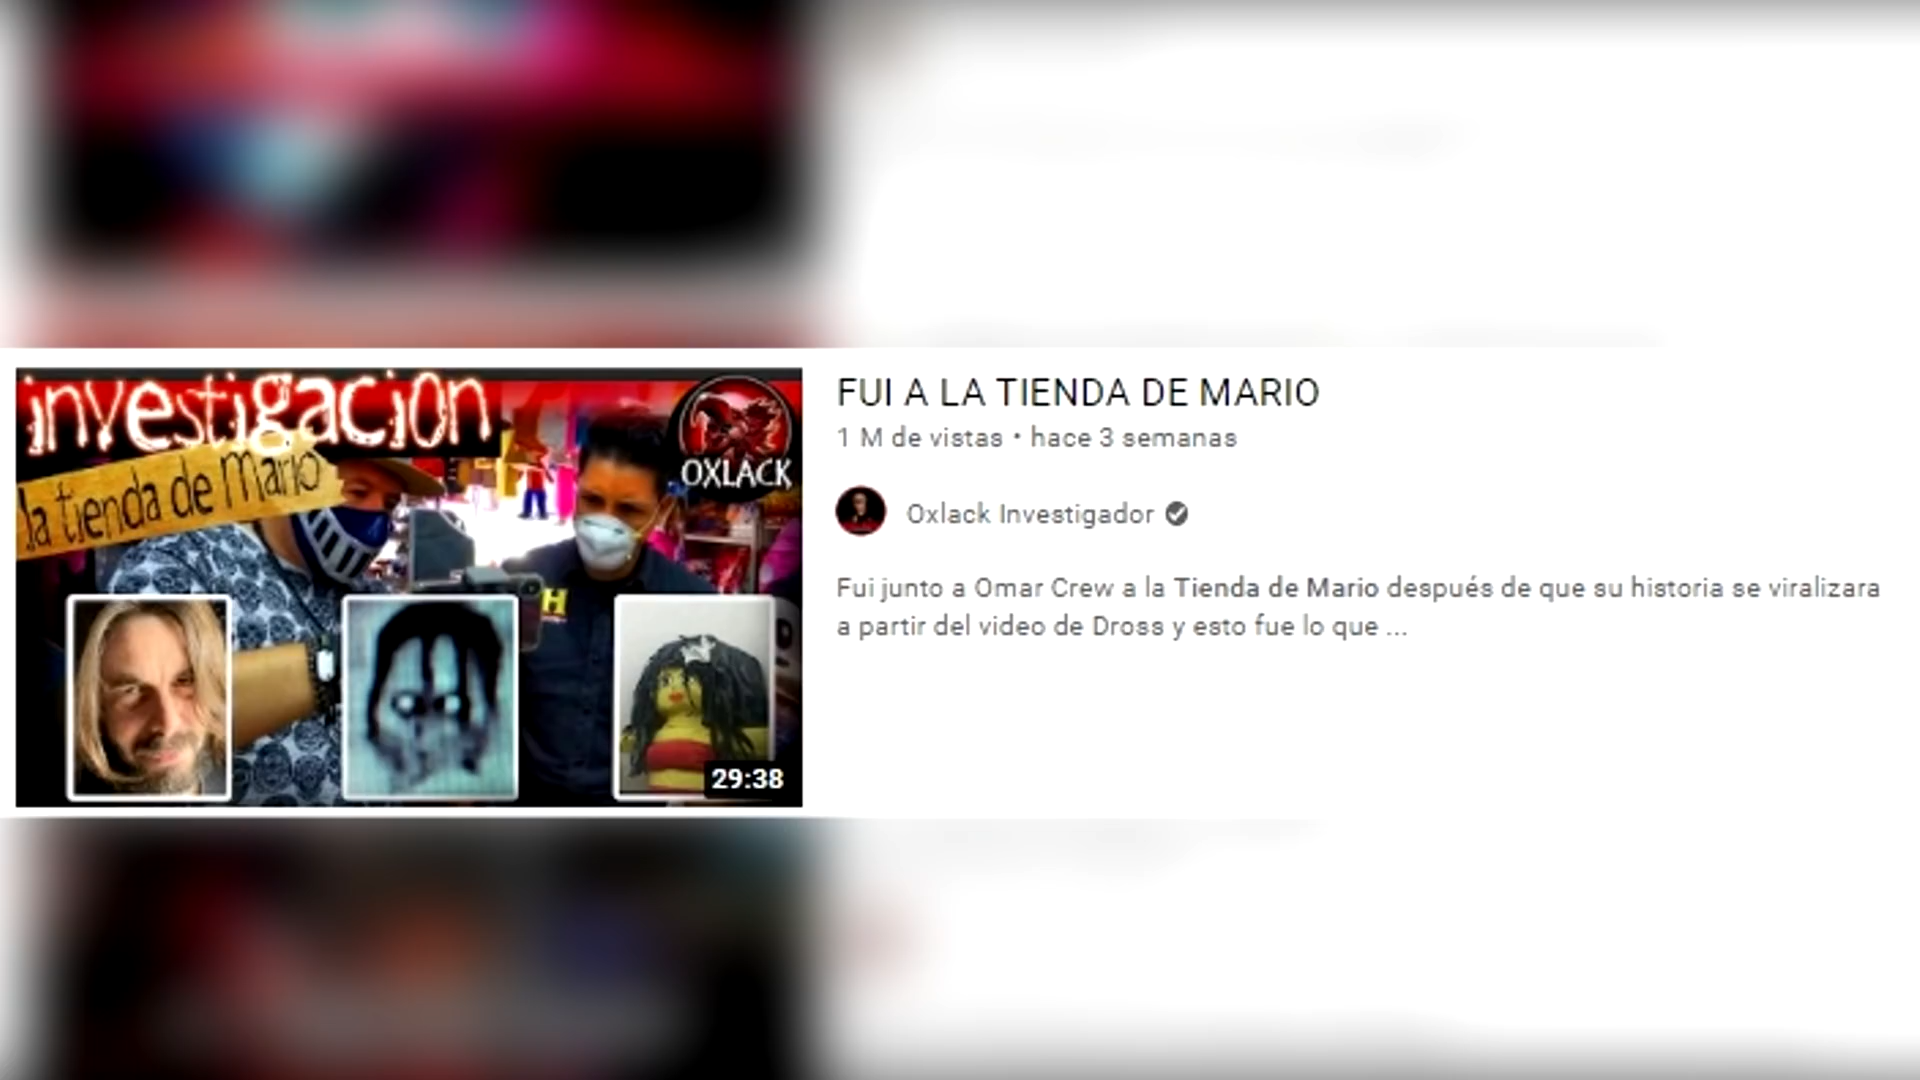 investigacion
la tienda de mario
OXLACK
H
29:38
FUI A LA TIENDA DE MARIO
1 M de vistas • hace 3 semanas
Oxlack Investigador
Fui junto a Omar Crew a la Tienda de Mario después de que su historia se viralizara
a partir del video de Dross y esto fue lo que ...